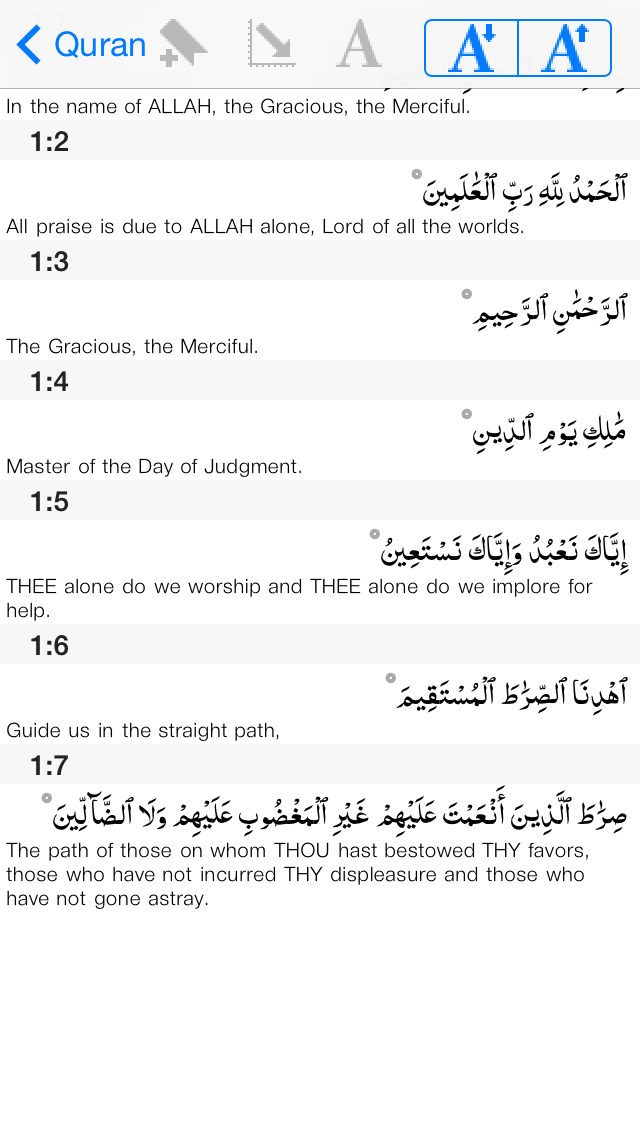 Quran
In the name of ALLAH, the Gracious, the Merciful.
1:2
ٱلْحَمْدُ لِلَّهِ رَبِّ ٱلْعَٰلَمِينَ
All praise is due to ALLAH alone, Lord of all the worlds.
1:3
ٱلرَّحْمَٰنِ ٱلرَّحِيمِ
The Gracious, the Merciful.
1:4
مَٰلِكِ يَوْمِ ٱلدِّينِ
Master of the Day of Judgment.
1:5
إِيَّاكَ نَعْبُدُ وَإِيَّاكَ نَسْتَعِينُ
THEE alone do we worship and THEE alone do we implore for
help.
1:6
ٱهْدِنَا ٱلصِّرَٰطَ ٱلْمُسْتَقِيمَ
Guide us in the straight path,
1:7
صِرَٰطَ ٱلَّذِينَ أَنْعَمْتَ عَلَيْهِمْ غَيْرِ ٱلْمَغْضُوبِ عَلَيْهِمْ وَلَا ٱلضَّآلِّينَ
The path of those on whom THOU hast bestowed THY favors,
those who have not incurred THY displeasure and those who
have not gone astray.